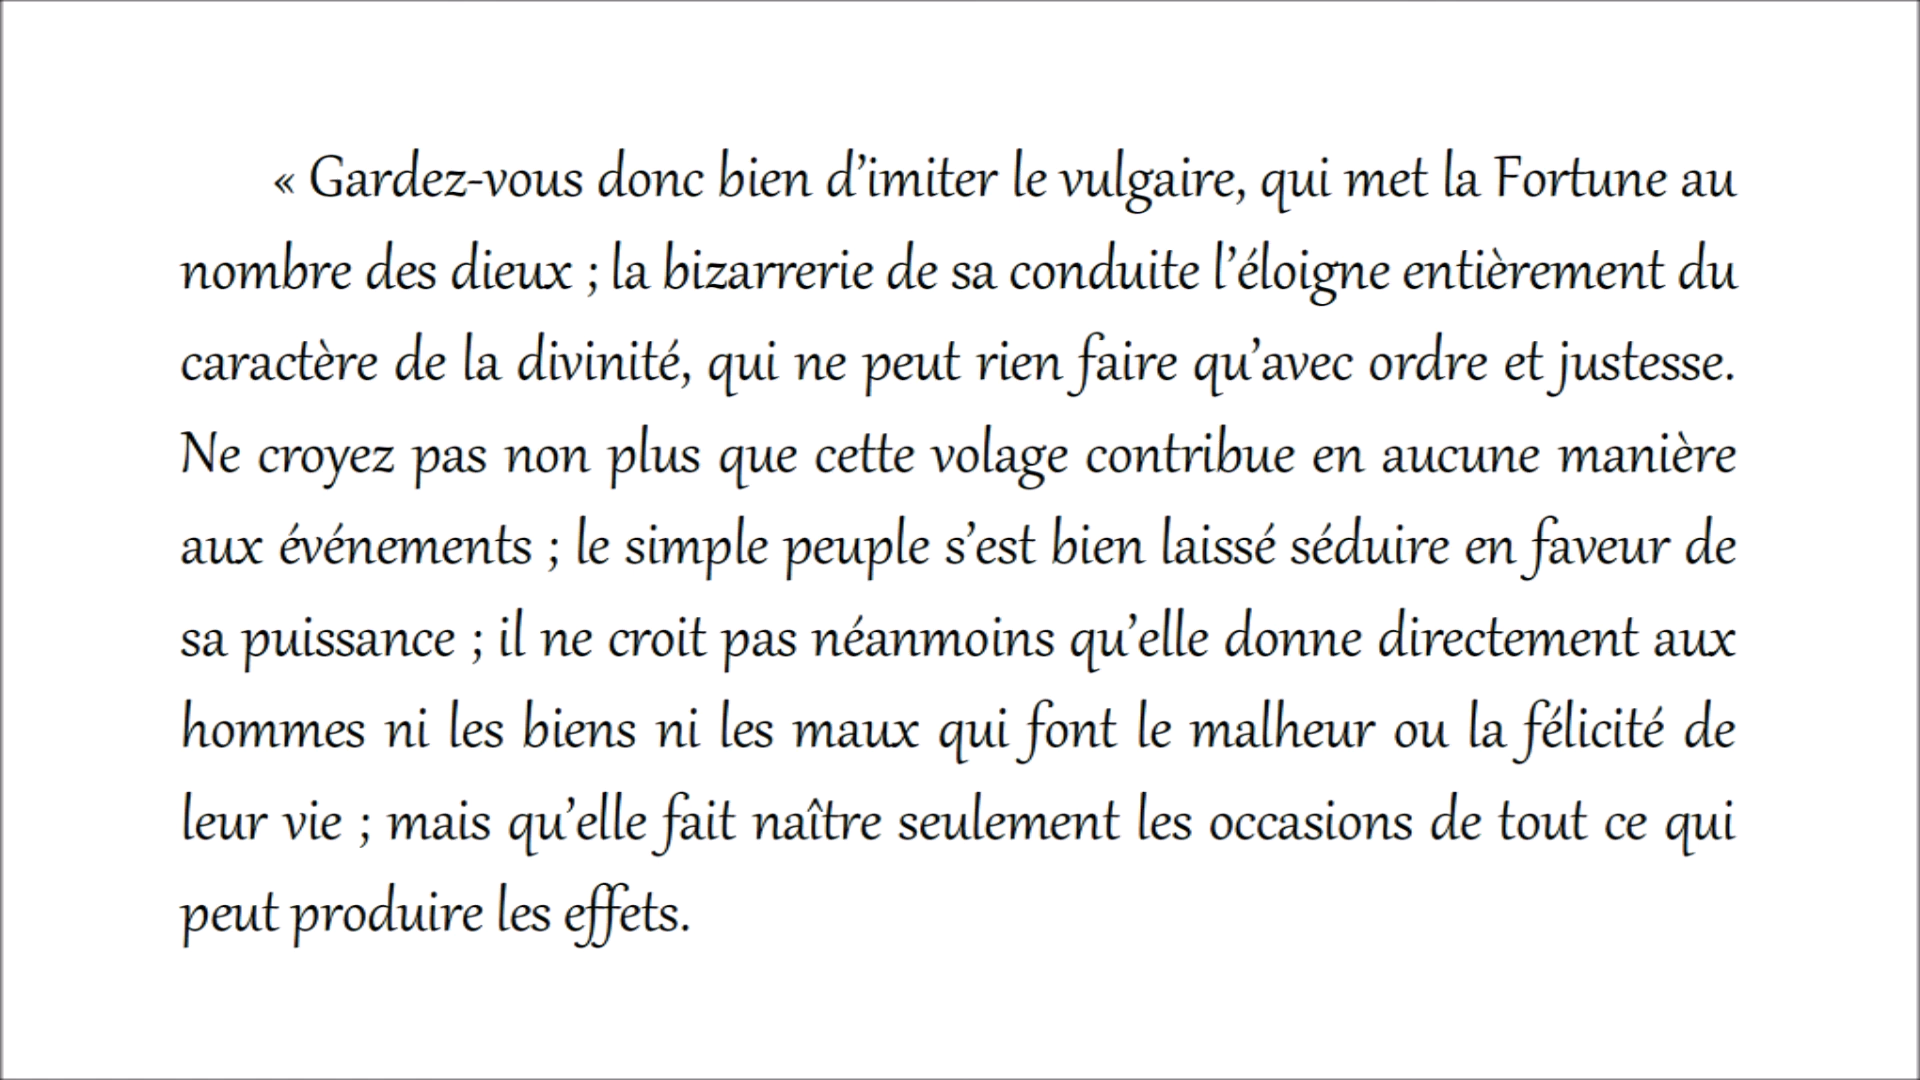 « Gardez-vous donc bien d’imiter le vulgaire, qui met la Fortune au
nombre des dieux ; la bizarrerie de sa conduite l’éloigne entièrement du
caractère de la divinité, qui ne peut rien faire qu’avec ordre et justesse.
Ne croyez pas non plus que cette volage contribue en aucune manière
aux événements ; le simple peuple s’est bien laissé séduire en faveur de
sa puissance ; il ne croit pas néanmoins qu’elle donne directement aux
hommes ni les biens ni les maux qui font le malheur ou la félicité de
leur vie ; mais qu’elle fait naître seulement les occasions de tout ce qui
peut produire les effets.